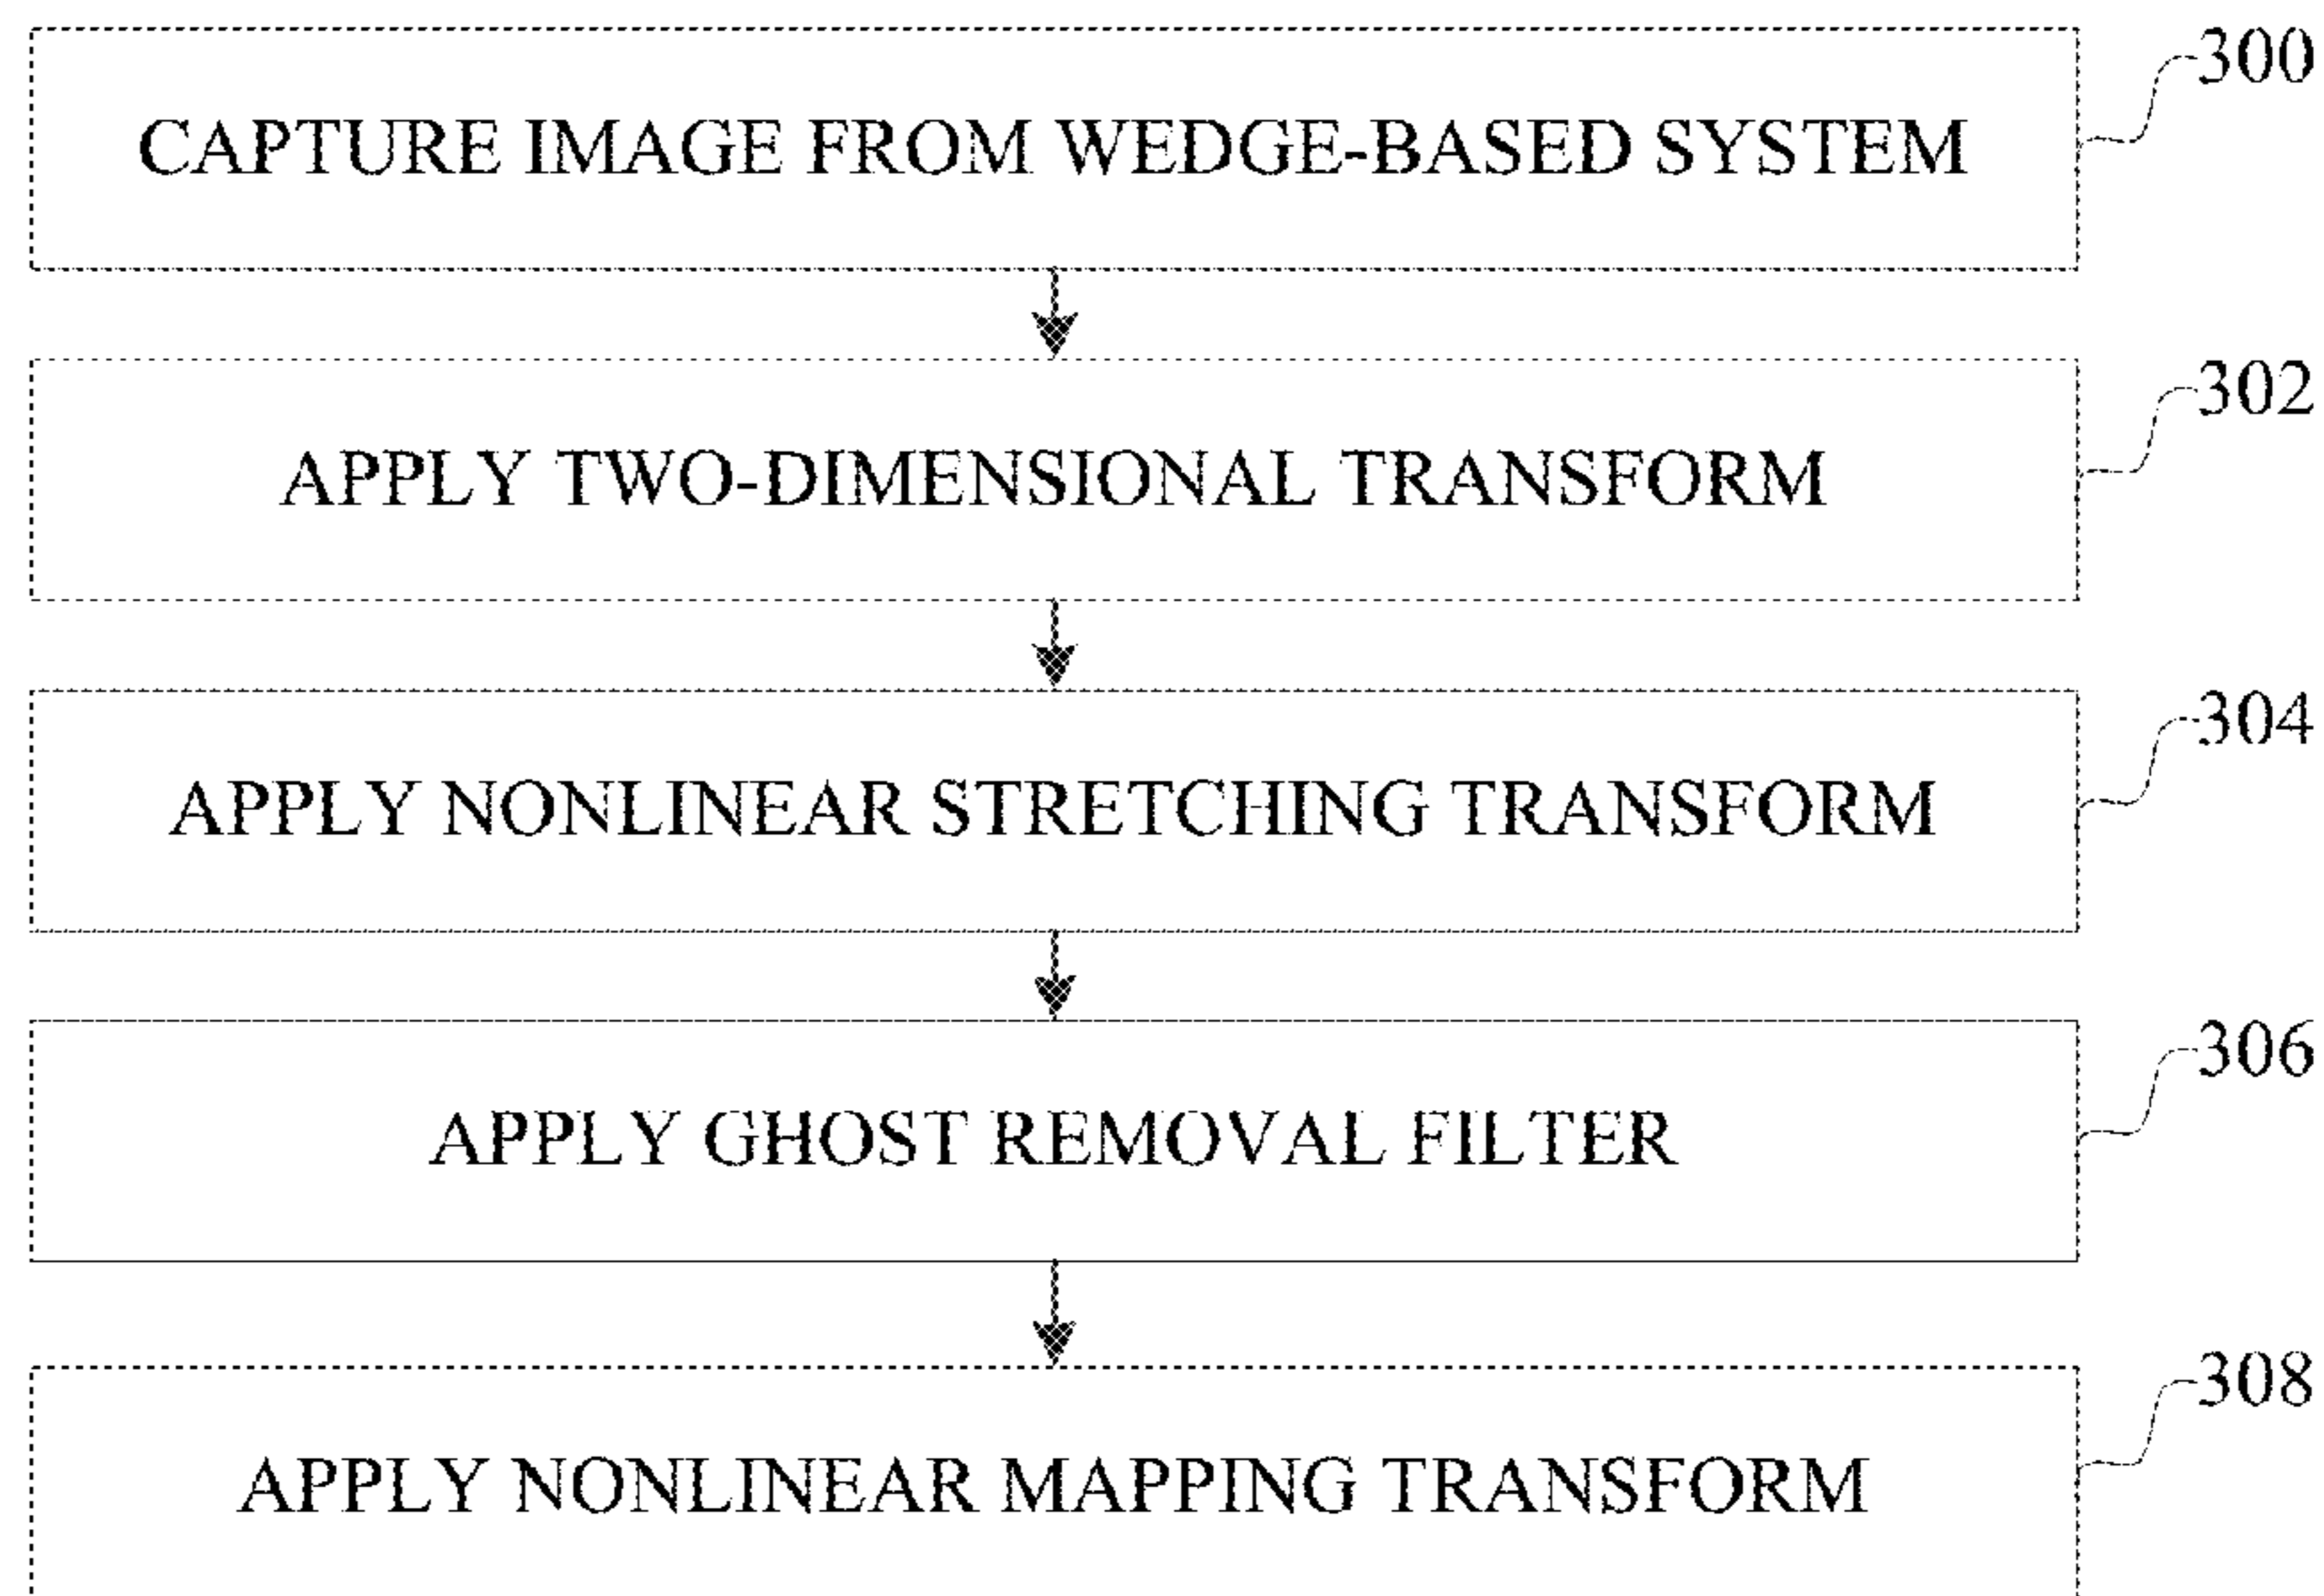 300
CAPTURE IMAGE FROM WEDGE-BASED SYSTEM
302
APPLY TWO-DIMENSIONAL TRANSFORM
304
APPLY NONLINEAR STRETCHING TRANSFORM
306
APPLY GHOST REMOVAL FILTER
308
APPLY NONLINEAR MAPPING TRANSFORM